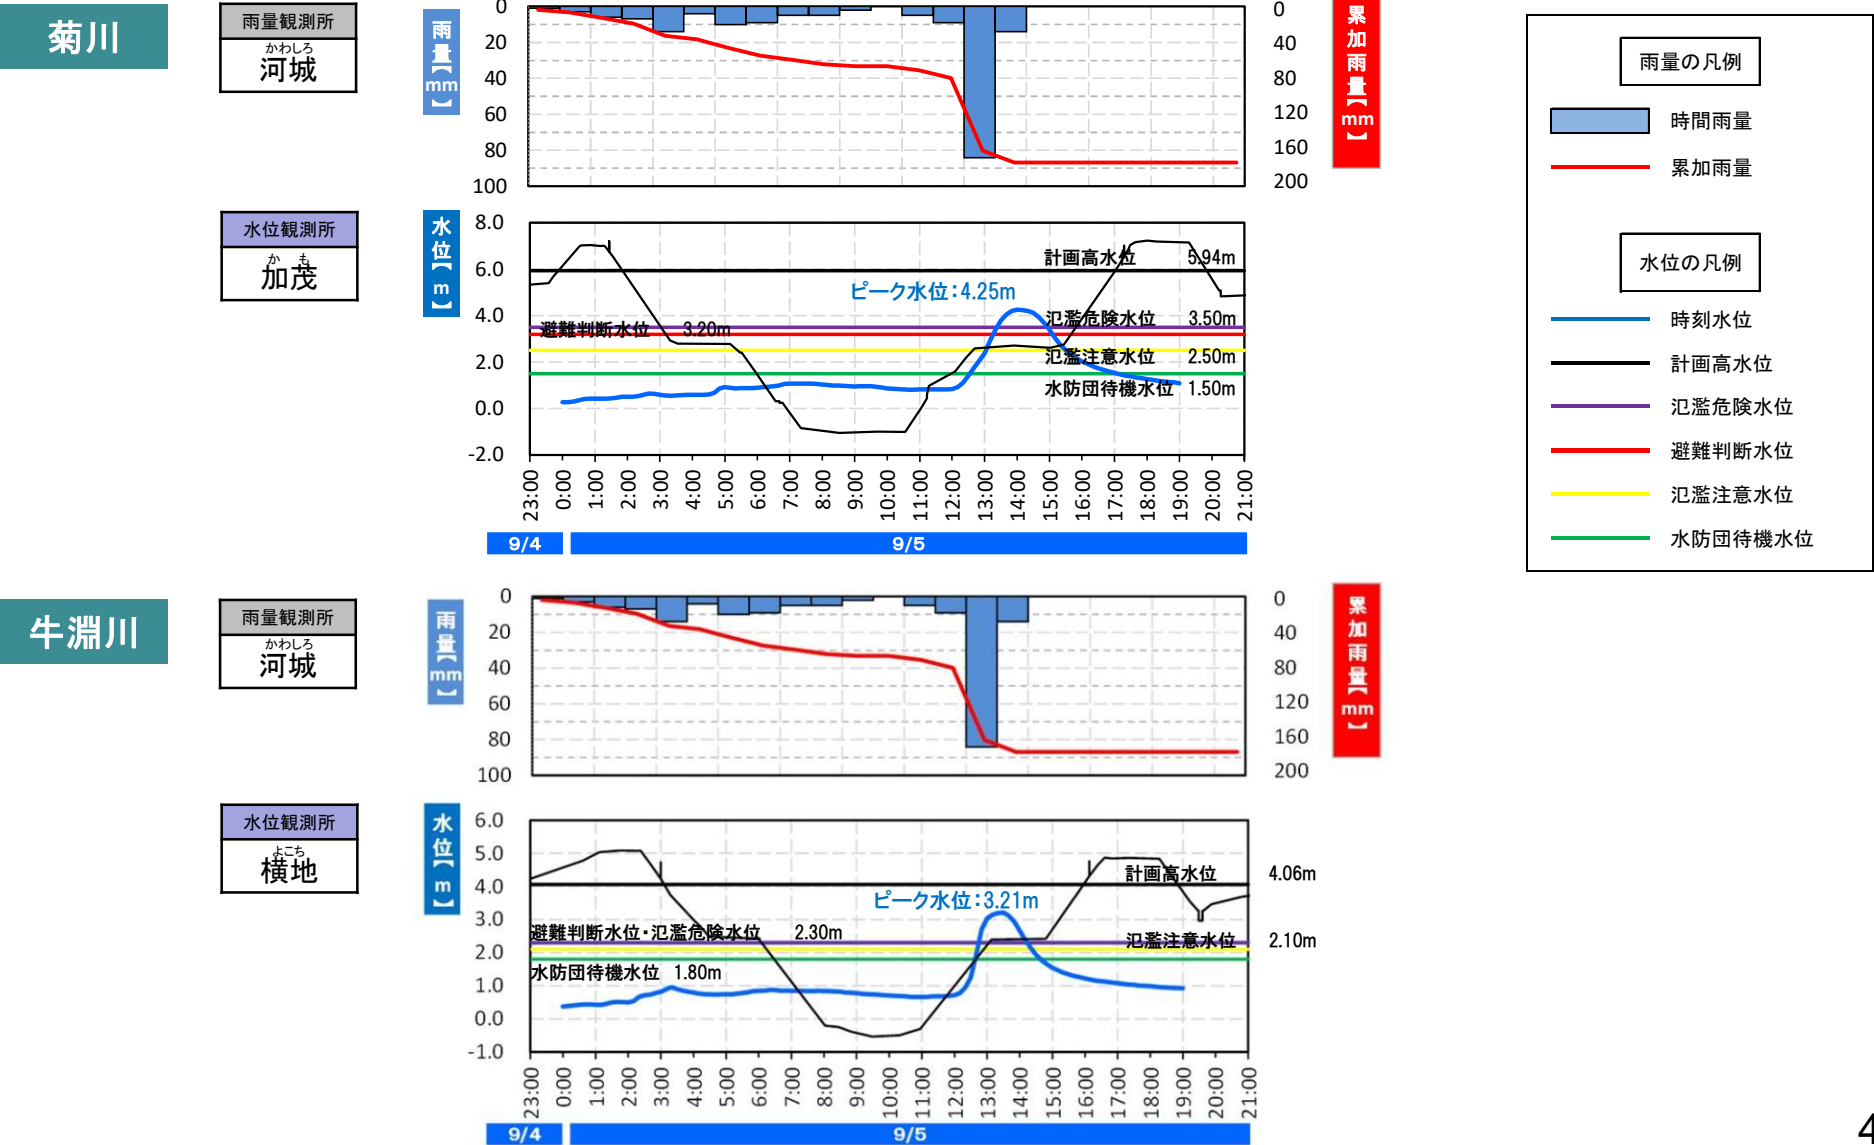 菊川
雨量観測所
かわしろ
河城
雨量【mm】
0
20
40
60
80
100
0
40
80
120
160
200
累加雨量【mm】
水位観測所
か も
加茂
水位【m】
8.0
6.0
4.0
2.0
0.0
-2.0
計画高水位 5.94m
ピーク水位：4.25m
氾濫危険水位 3.50m
避難判断水位 3.20m
氾濫注意水位 2.50m
水防団待機水位 1.50m
23:00 0:00 1:00 2:00 3:00 4:00 5:00 6:00 7:00 8:00 9:00 10:00 11:00 12:00 13:00 14:00 15:00 16:00 17:00 18:00 19:00 20:00 21:00
9/4 9/5
雨量の凡例
時間雨量
累加雨量
水位の凡例
時刻水位
計画高水位
氾濫危険水位
避難判断水位
氾濫注意水位
水防団待機水位
牛淵川
雨量観測所
かわしろ
河城
雨量【mm】
0
20
40
60
80
100
0
40
80
120
160
200
累加雨量【mm】
水位観測所
よこち
横地
水位【m】
6.0
5.0
4.0
3.0
2.0
1.0
0.0
-1.0
計画高水位 4.06m
ピーク水位：3.21m
避難判断水位・氾濫危険水位 2.30m
氾濫注意水位 2.10m
水防団待機水位 1.80m
23:00 0:00 1:00 2:00 3:00 4:00 5:00 6:00 7:00 8:00 9:00 10:00 11:00 12:00 13:00 14:00 15:00 16:00 17:00 18:00 19:00 20:00 21:00
9/4 9/5
4